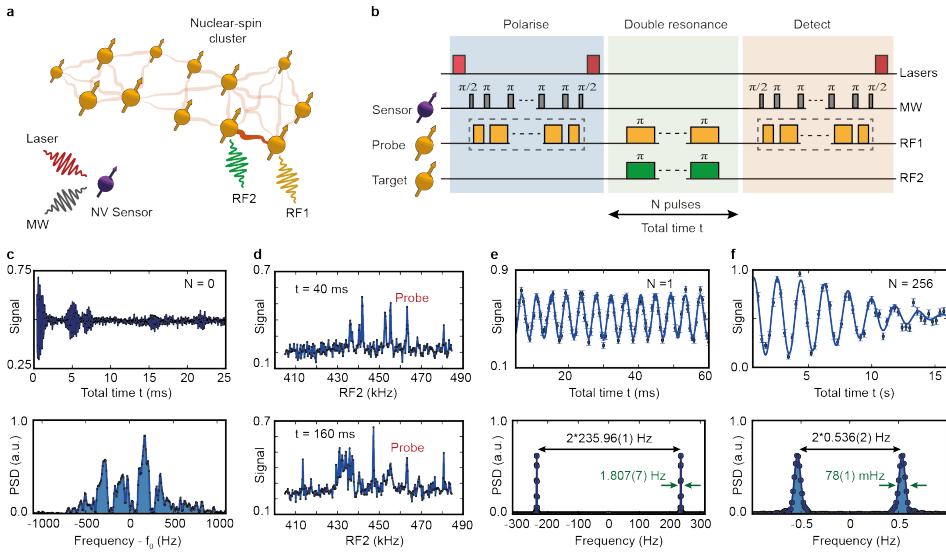 a
Nuclear-spin
cluster
Laser
MW
NV Sensor
RF2
RF1
b
Polarise
Double resonance
Detect
Lasers
π/2 π π π π π/2
π/2 π π π π π/2
Sensor
MW
Probe
π π
RF1
Target
π π
RF2
N pulses
Total time t
c
0.75
N = 0
Signal
0.25
0 5 10 15 20 25
Total time t (ms)
1.0
PSD (a.u.)
0.0
-1000 -500 0 500 1000
Frequency - f₀ (Hz)
d
0.7
t = 40 ms
Probe
Signal
0.1
410 430 450 470 490
RF2 (kHz)
0.7
t = 160 ms
Probe
Signal
0.1
410 430 450 470 490
RF2 (kHz)
e
0.9
N =1
Signal
0.1
10 20 30 40 50 60
Total time t (ms)
1.0
2*235.96(1) Hz
PSD (a.u.)
1.807(7) Hz
0.0
-300 -200 -100 0 100 200 300
Frequency (Hz)
f
1.0
N = 256
Signal
0.0
5 10 15
Total time t (s)
1.0
2*0.536(2) Hz
PSD (a.u.)
78(1) mHz
0.0
-0.5 0 0.5
Frequency (Hz)